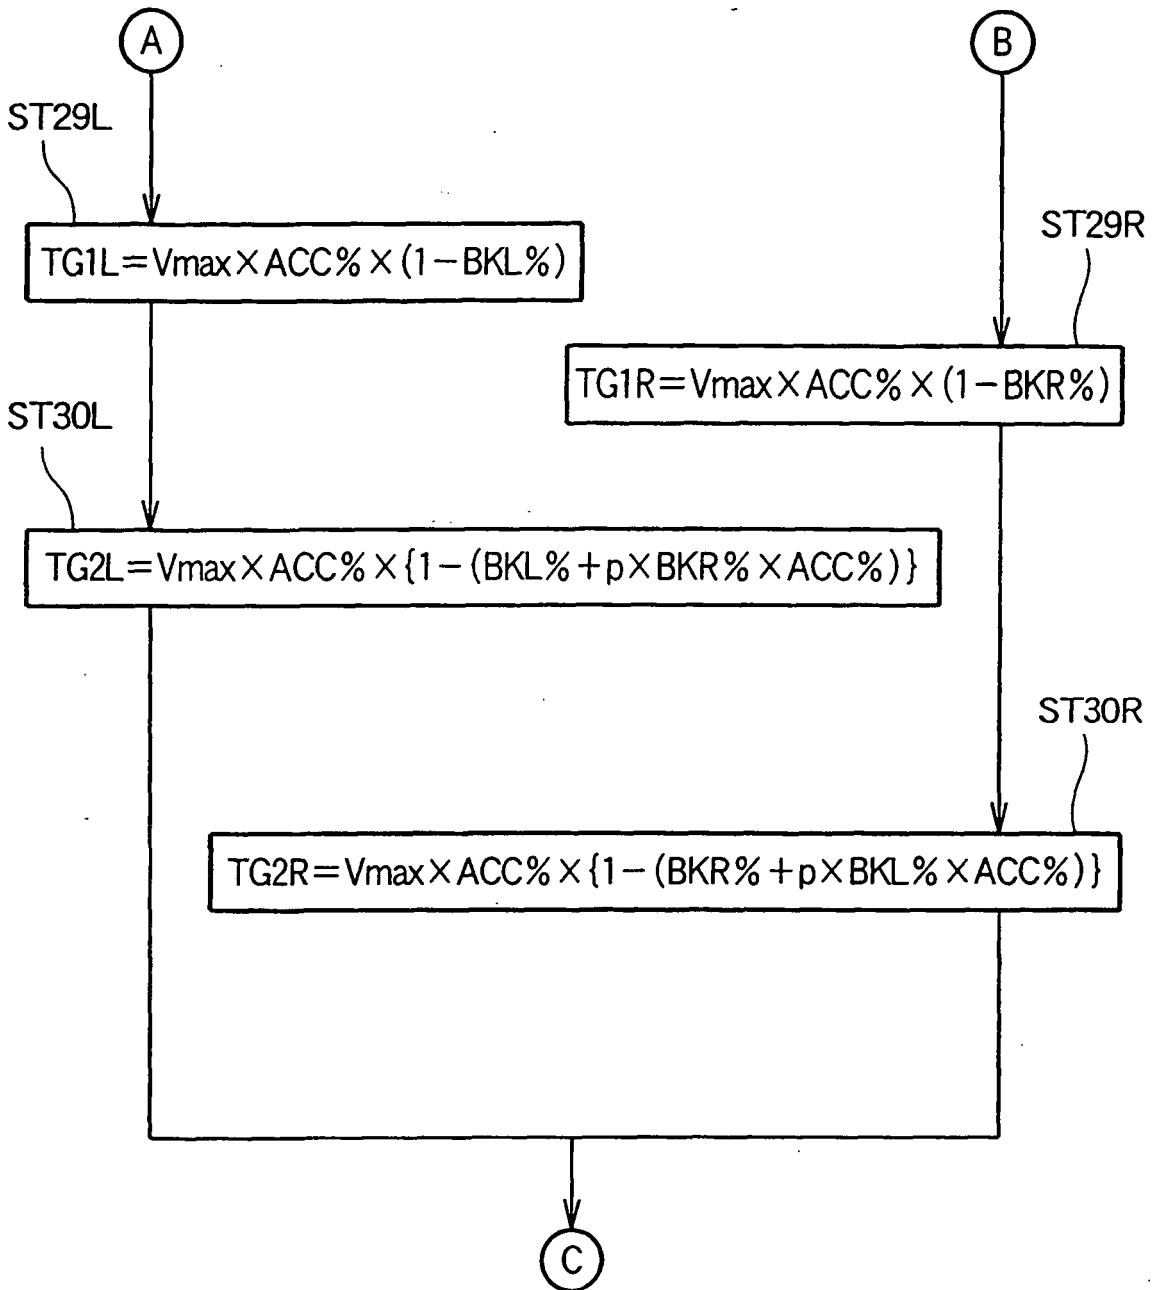 A
B
ST29L
TG1L=Vmax×ACC%×(1-BKL%)
ST29R
TG1R=Vmax×ACC%×(1-BKR%)
ST30L
TG2L=Vmax×ACC%×{1-(BKL%+p×BKR%×ACC%)}
ST30R
TG2R=Vmax×ACC%×{1-(BKR%+p×BKL%×ACC%)}
C